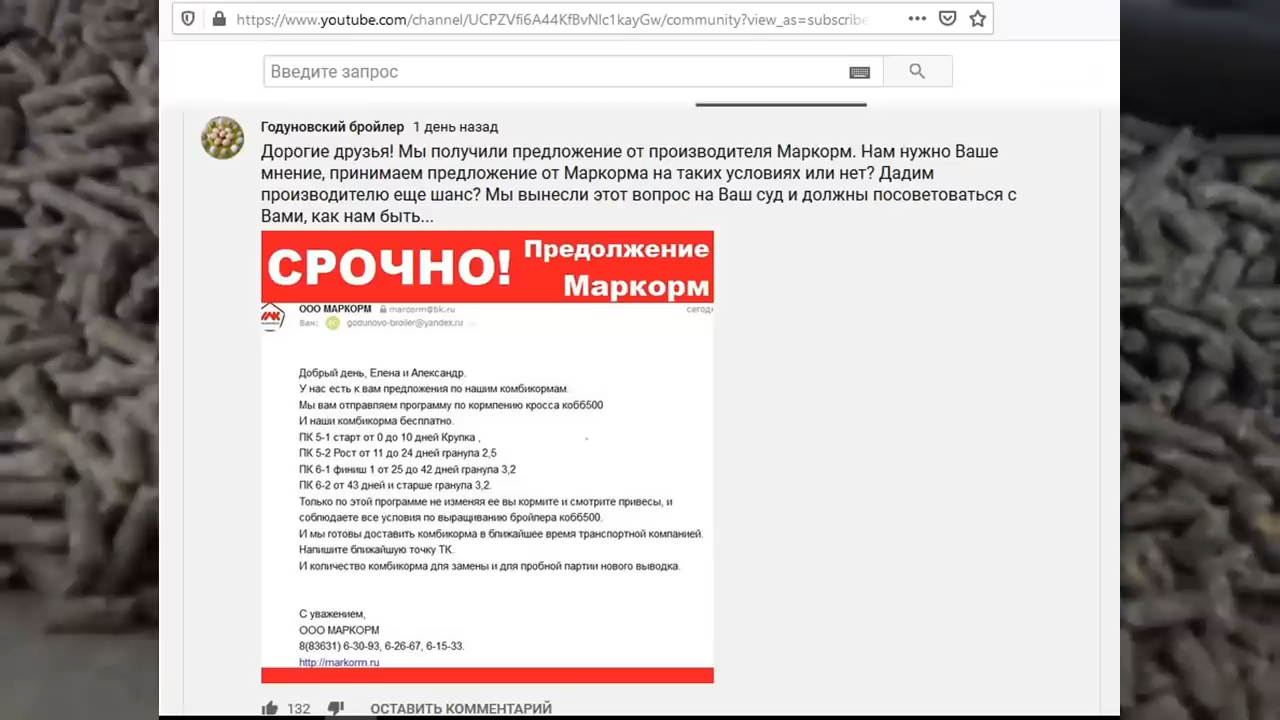 https://www.youtube.com/channel/UCPZVfi6A44KfBvNlc1kayGw/community?view_as=subscribe
Введите запрос
Годуновский бройлер 1 день назад
Дорогие друзья! Мы получили предложение от производителя Маркорм. Нам нужно Ваше
мнение, принимаем предложение от Маркорма на таких условиях или нет? Дадим
производителю еще шанс? Мы вынесли этот вопрос на Ваш суд и должны посоветоваться с
Вами, как нам быть...
СРОЧНО! Предолжение
Маркорм
ООО МАРКОРМ marcorm@bk.ru сегодн
Вам: godunovo-broiler@yandex.ru
Добрый день, Елена и Александр.
У нас есть к вам предложения по нашим комбикормам.
Мы вам отправляем программу по кормлению кросса кобб500
И наши комбикорма бесплатно.
ПК 5-1 старт от 0 до 10 дней Крупка ,
ПК 5-2 Рост от 11 до 24 дней гранула 2,5
ПК 6-1 финиш 1 от 25 до 42 дней гранула 3,2
ПК 6-2 от 43 дней и старше гранула 3,2.
Только по этой программе не изменяя ее вы кормите и смотрите привесы, и
соблюдаете все условия по выращиванию бройлера кобб500.
И мы готовы доставить комбикорма в ближайшее время транспортной компанией.
Напишите ближайшую точку ТК.
И количество комбикорма для замены и для пробной партии нового выводка.
С уважением,
ООО МАРКОРМ
8(83631) 6-30-93, 6-26-67, 6-15-33.
http://markorm.ru
132 ОСТАВИТЬ КОММЕНТАРИЙ